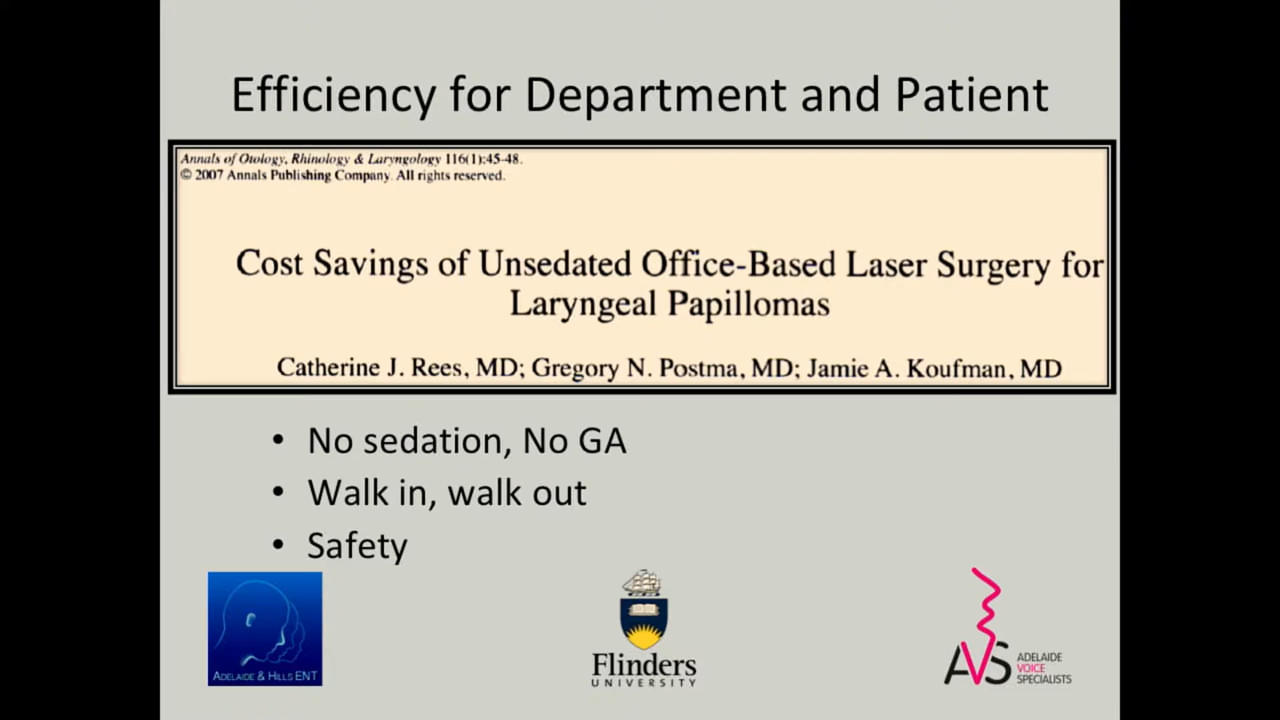 Efficiency for Department and Patient
Annals of Otology, Rhinology & Laryngology 116(1):45-48.
© 2007 Annals Publishing Company. All rights reserved.
Cost Savings of Unsedated Office-Based Laser Surgery for
Laryngeal Papillomas
Catherine J. Rees, MD; Gregory N. Postma, MD; Jamie A. Koufman, MD
• No sedation, No GA
• Walk in, walk out
• Safety
ADELAIDE & HILLS ENT
Flinders
UNIVERSITY
AVS
ADELAIDE
VOICE
SPECIALISTS